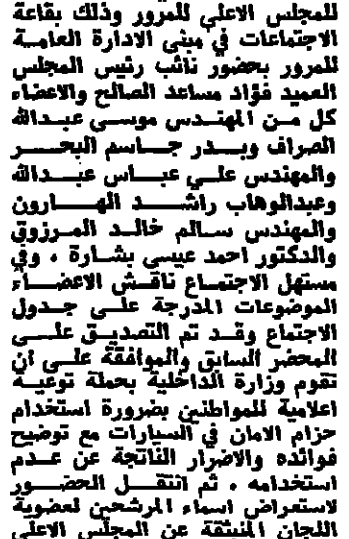 للمجلس الاعلي للمرور وذلك بقاعة
الاجتماعات في مبنى الادارة العامة
للمرور بحضور نائب رئيس المجلس
العميد فؤاد مساعد الصالح والاعضاء
كل من المهندس موسى عبدالله
الصراف وبدر جاسم البحر
والمهندس علي عباس عبدالله
وعبدالوهاب راشد الهارون
والمهندس سالم خالد المرزوق
والدكتور احمد عيسى بشارة ، وفي
مستهل الاجتماع ناقش الاعضاء
الموضوعات المدرجة على جدول
الاجتماع وقد تم التصديق على
المحضر السابق والموافقة على ان
تقوم وزارة الداخلية بحملة توعية
اعلامية للمواطنين بضرورة استخدام
حزام الامان في السيارات مع توضيح
فوائده والاضرار الناتجة عن عدم
استخدامه ، ثم انتقل الحضور
لاستعراض اسماء المرشحين لعضوية
اللجان المنبثقة عن المجلس الاعلى